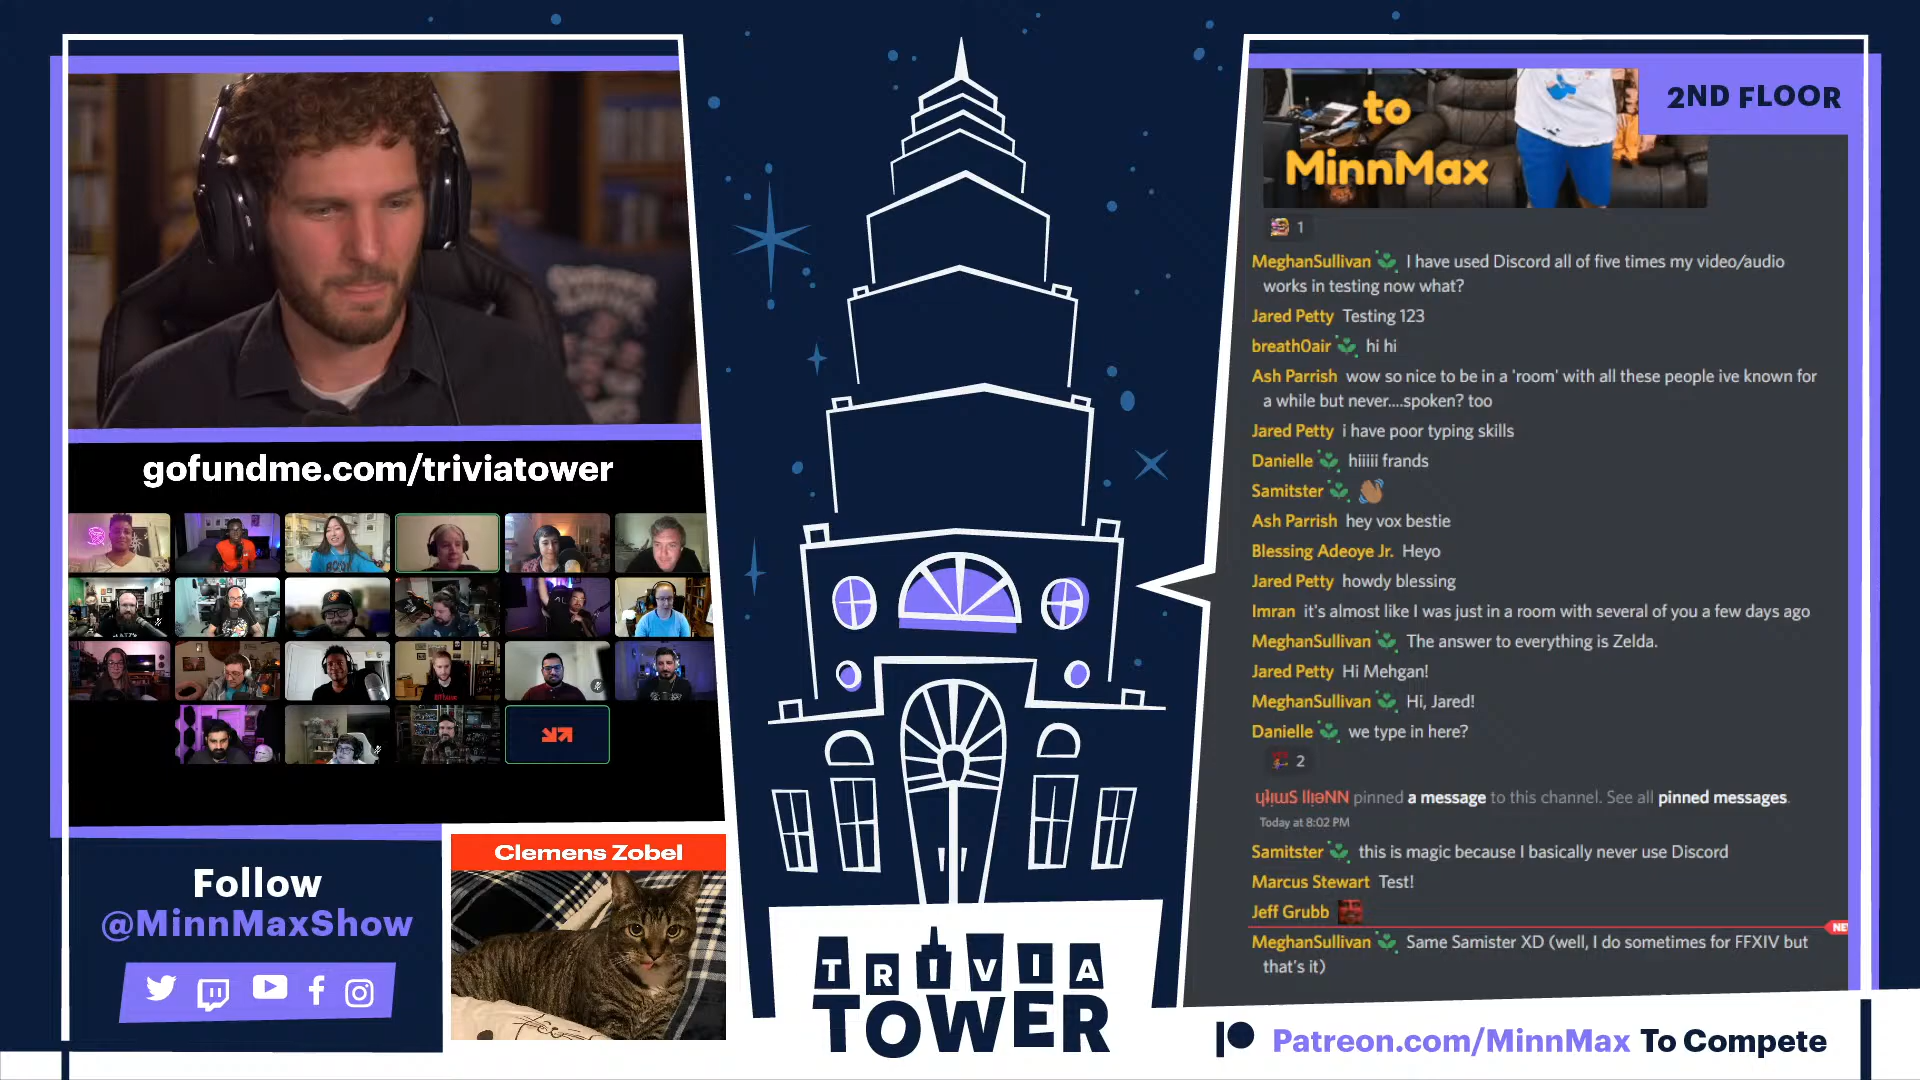 gofundme.com/triviatower
Follow
@MinnMaxShow
Clemens Zobel
TRIVIA
TOWER
to
MinnMax
2ND FLOOR
1
MeghanSullivan I have used Discord all of five times my video/audio
works in testing now what?
Jared Petty Testing 123
breath0air hi hi
Ash Parrish wow so nice to be in a 'room' with all these people ive known for
a while but never....spoken? too
Jared Petty i have poor typing skills
Danielle hiiiii frands
Samitster
Ash Parrish hey vox bestie
Blessing Adeoye Jr. Heyo
Jared Petty howdy blessing
Imran it's almost like I was just in a room with several of you a few days ago
MeghanSullivan The answer to everything is Zelda.
Jared Petty Hi Mehgan!
MeghanSullivan Hi, Jared!
Danielle we type in here?
2
pinned a message to this channel. See all pinned messages.
Today at 8:02 PM
Samitster this is magic because I basically never use Discord
Marcus Stewart Test!
Jeff Grubb
MeghanSullivan Same Samister XD (well, I do sometimes for FFXIV but
that's it)
Patreon.com/MinnMax To Compete